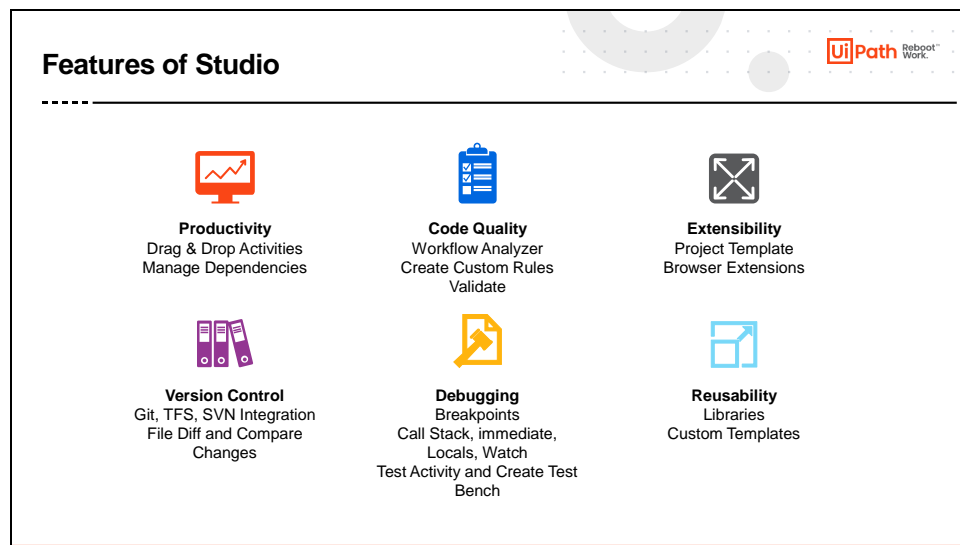 Features of Studio
UiPath Reboot™ Work.
Productivity
Drag & Drop Activities
Manage Dependencies
Code Quality
Workflow Analyzer
Create Custom Rules
Validate
Extensibility
Project Template
Browser Extensions
Version Control
Git, TFS, SVN Integration
File Diff and Compare
Changes
Debugging
Breakpoints
Call Stack, immediate,
Locals, Watch
Test Activity and Create Test
Bench
Reusability
Libraries
Custom Templates